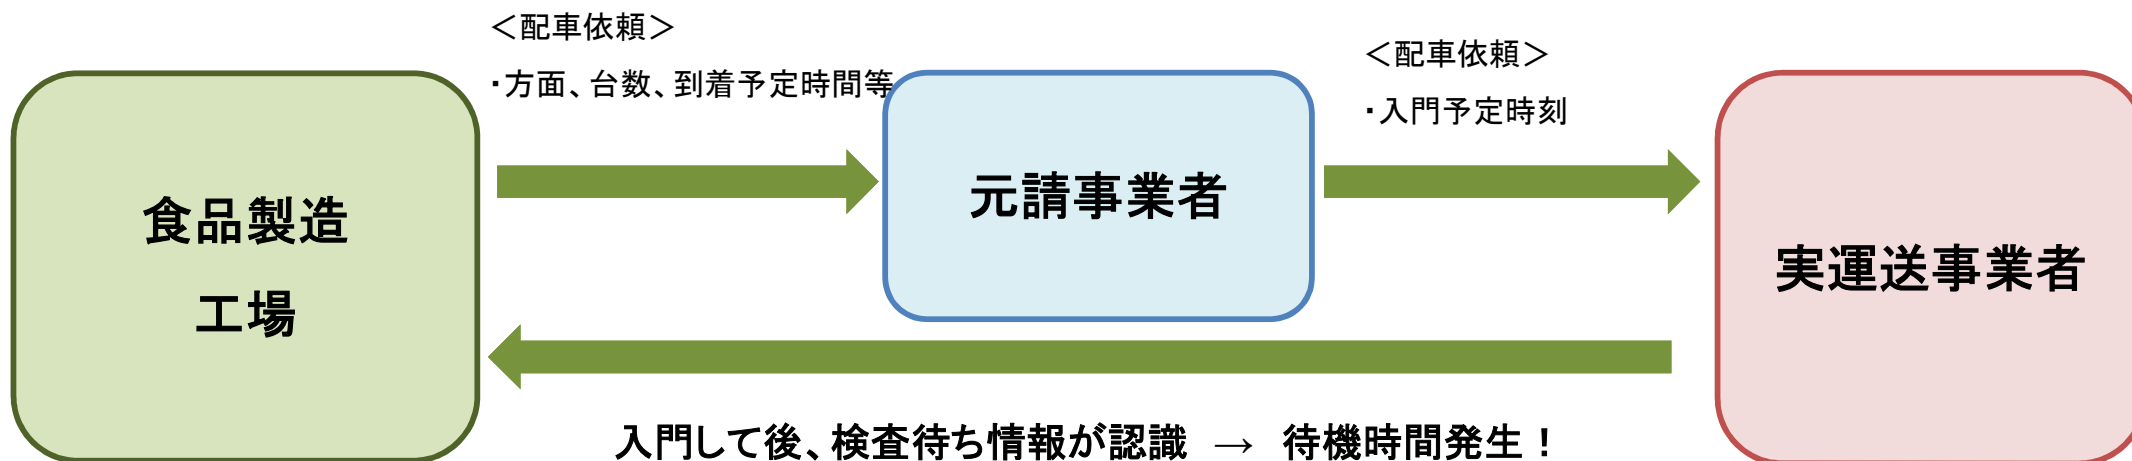 ＜配車依頼＞
・方面、台数、到着予定時間等
＜配車依頼＞
・入門予定時刻
食品製造
工場
元請事業者
実運送事業者
入門して後、検査待ち情報が認識 → 待機時間発生！